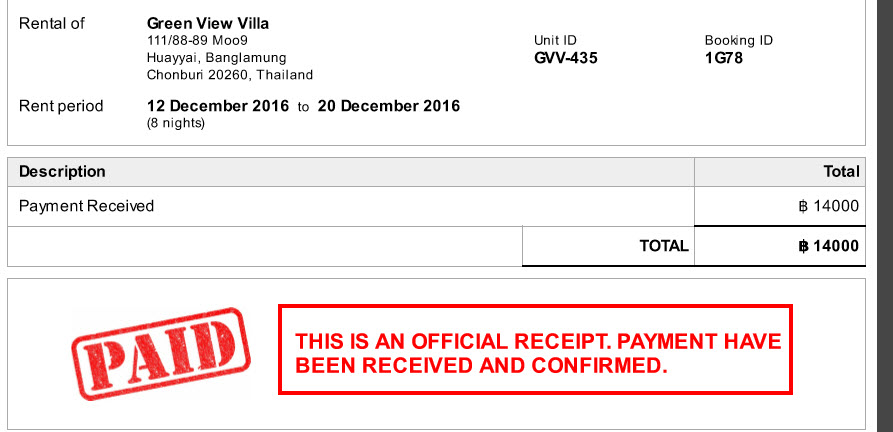 Rental of
Green View Villa
111/88-89 Moo9
Huayyai, Banglamung
Chonburi 20260, Thailand
Unit ID
GVV-435
Booking ID
1G78
Rent period
12 December 2016 to 20 December 2016
(8 nights)
Description Total
Payment Received ฿ 14000
TOTAL ฿ 14000
PAID
THIS IS AN OFFICIAL RECEIPT. PAYMENT HAVE
BEEN RECEIVED AND CONFIRMED.